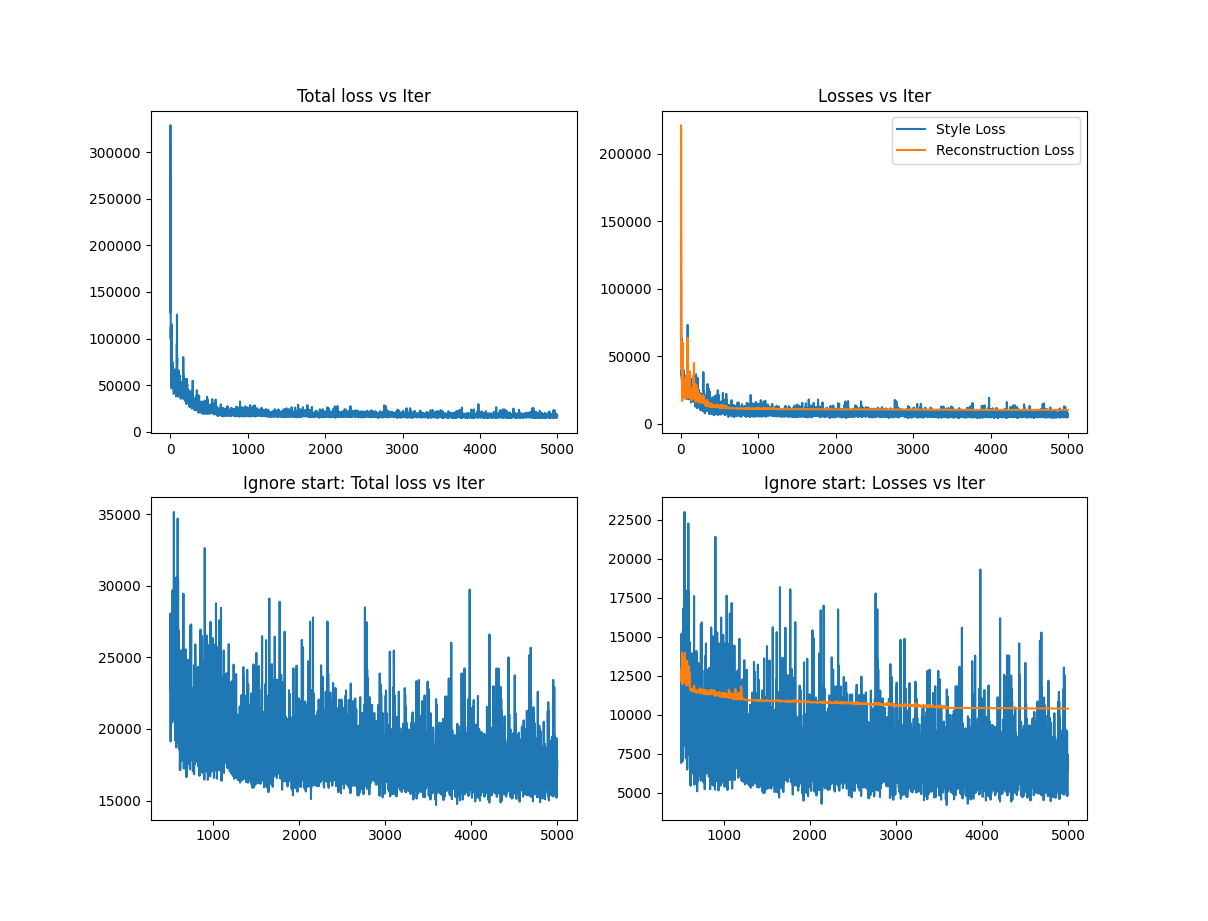 Total loss vs Iter
300000
250000
200000
150000
100000
50000
0
0 1000 2000 3000 4000 5000
Losses vs Iter
Style Loss
Reconstruction Loss
200000
150000
100000
50000
0
0 1000 2000 3000 4000 5000
Ignore start: Total loss vs Iter
35000
30000
25000
20000
15000
1000 2000 3000 4000 5000
Ignore start: Losses vs Iter
22500
20000
17500
15000
12500
10000
7500
5000
1000 2000 3000 4000 5000